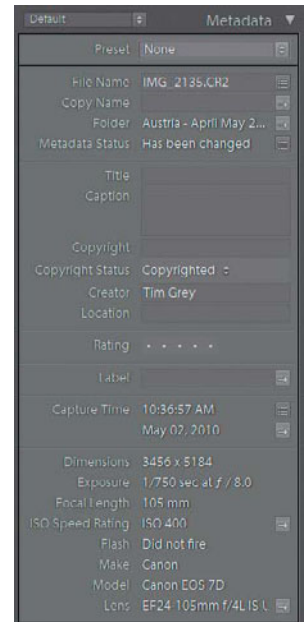 Default Metadata
Preset None
File Name IMG_2135.CR2
Copy Name
Folder Austria - April May 2...
Metadata Status Has been changed
Title
Caption
Copyright
Copyright Status Copyrighted
Creator Tim Grey
Location
Rating . . . . .
Label
Capture Time 10:36:57 AM
May 02, 2010
Dimensions 3456 x 5184
Exposure 1/750 sec at ƒ / 8.0
Focal Length 105 mm
ISO Speed Rating ISO 400
Flash Did not fire
Make Canon
Model Canon EOS 7D
Lens EF24-105mm f/4L IS U